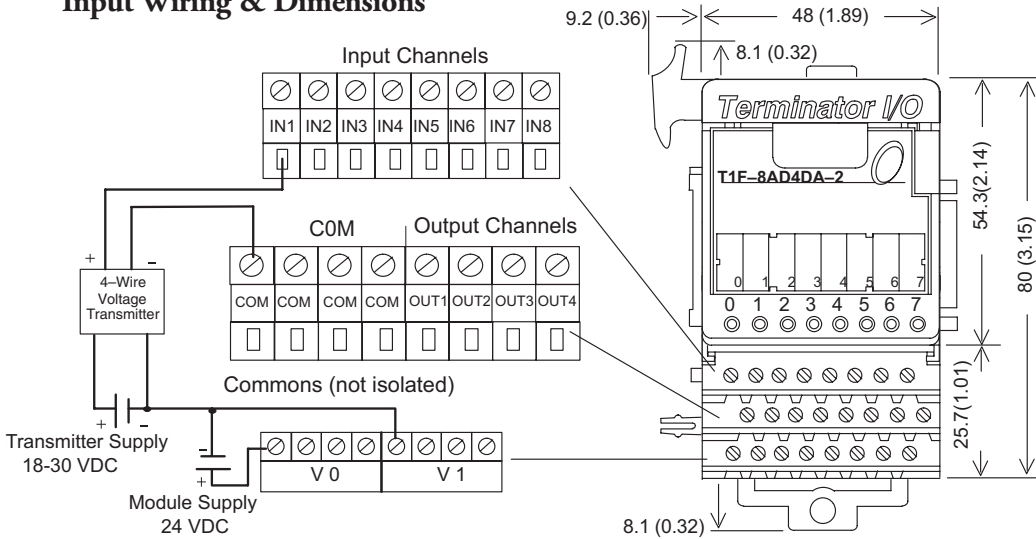 Input Wiring & Dimensions
9.2 (0.36)
48 (1.89)
8.1 (0.32)
Input Channels
IN1 IN2 IN3 IN4 IN5 IN6 IN7 IN8
Terminator I/O
T1F–8AD4DA–2
0 1 2 3 4 5 6 7
0 1 2 3 4 5 6 7
54.3(2.14)
80 (3.15)
25.7(1.01)
C0M
Output Channels
COM COM COM COM OUT1 OUT2 OUT3 OUT4
+ -
4–Wire
Voltage
Transmitter
+ -
Transmitter Supply
18-30 VDC
Commons (not isolated)
V 0 V 1
-
+
Module Supply
24 VDC
8.1 (0.32)